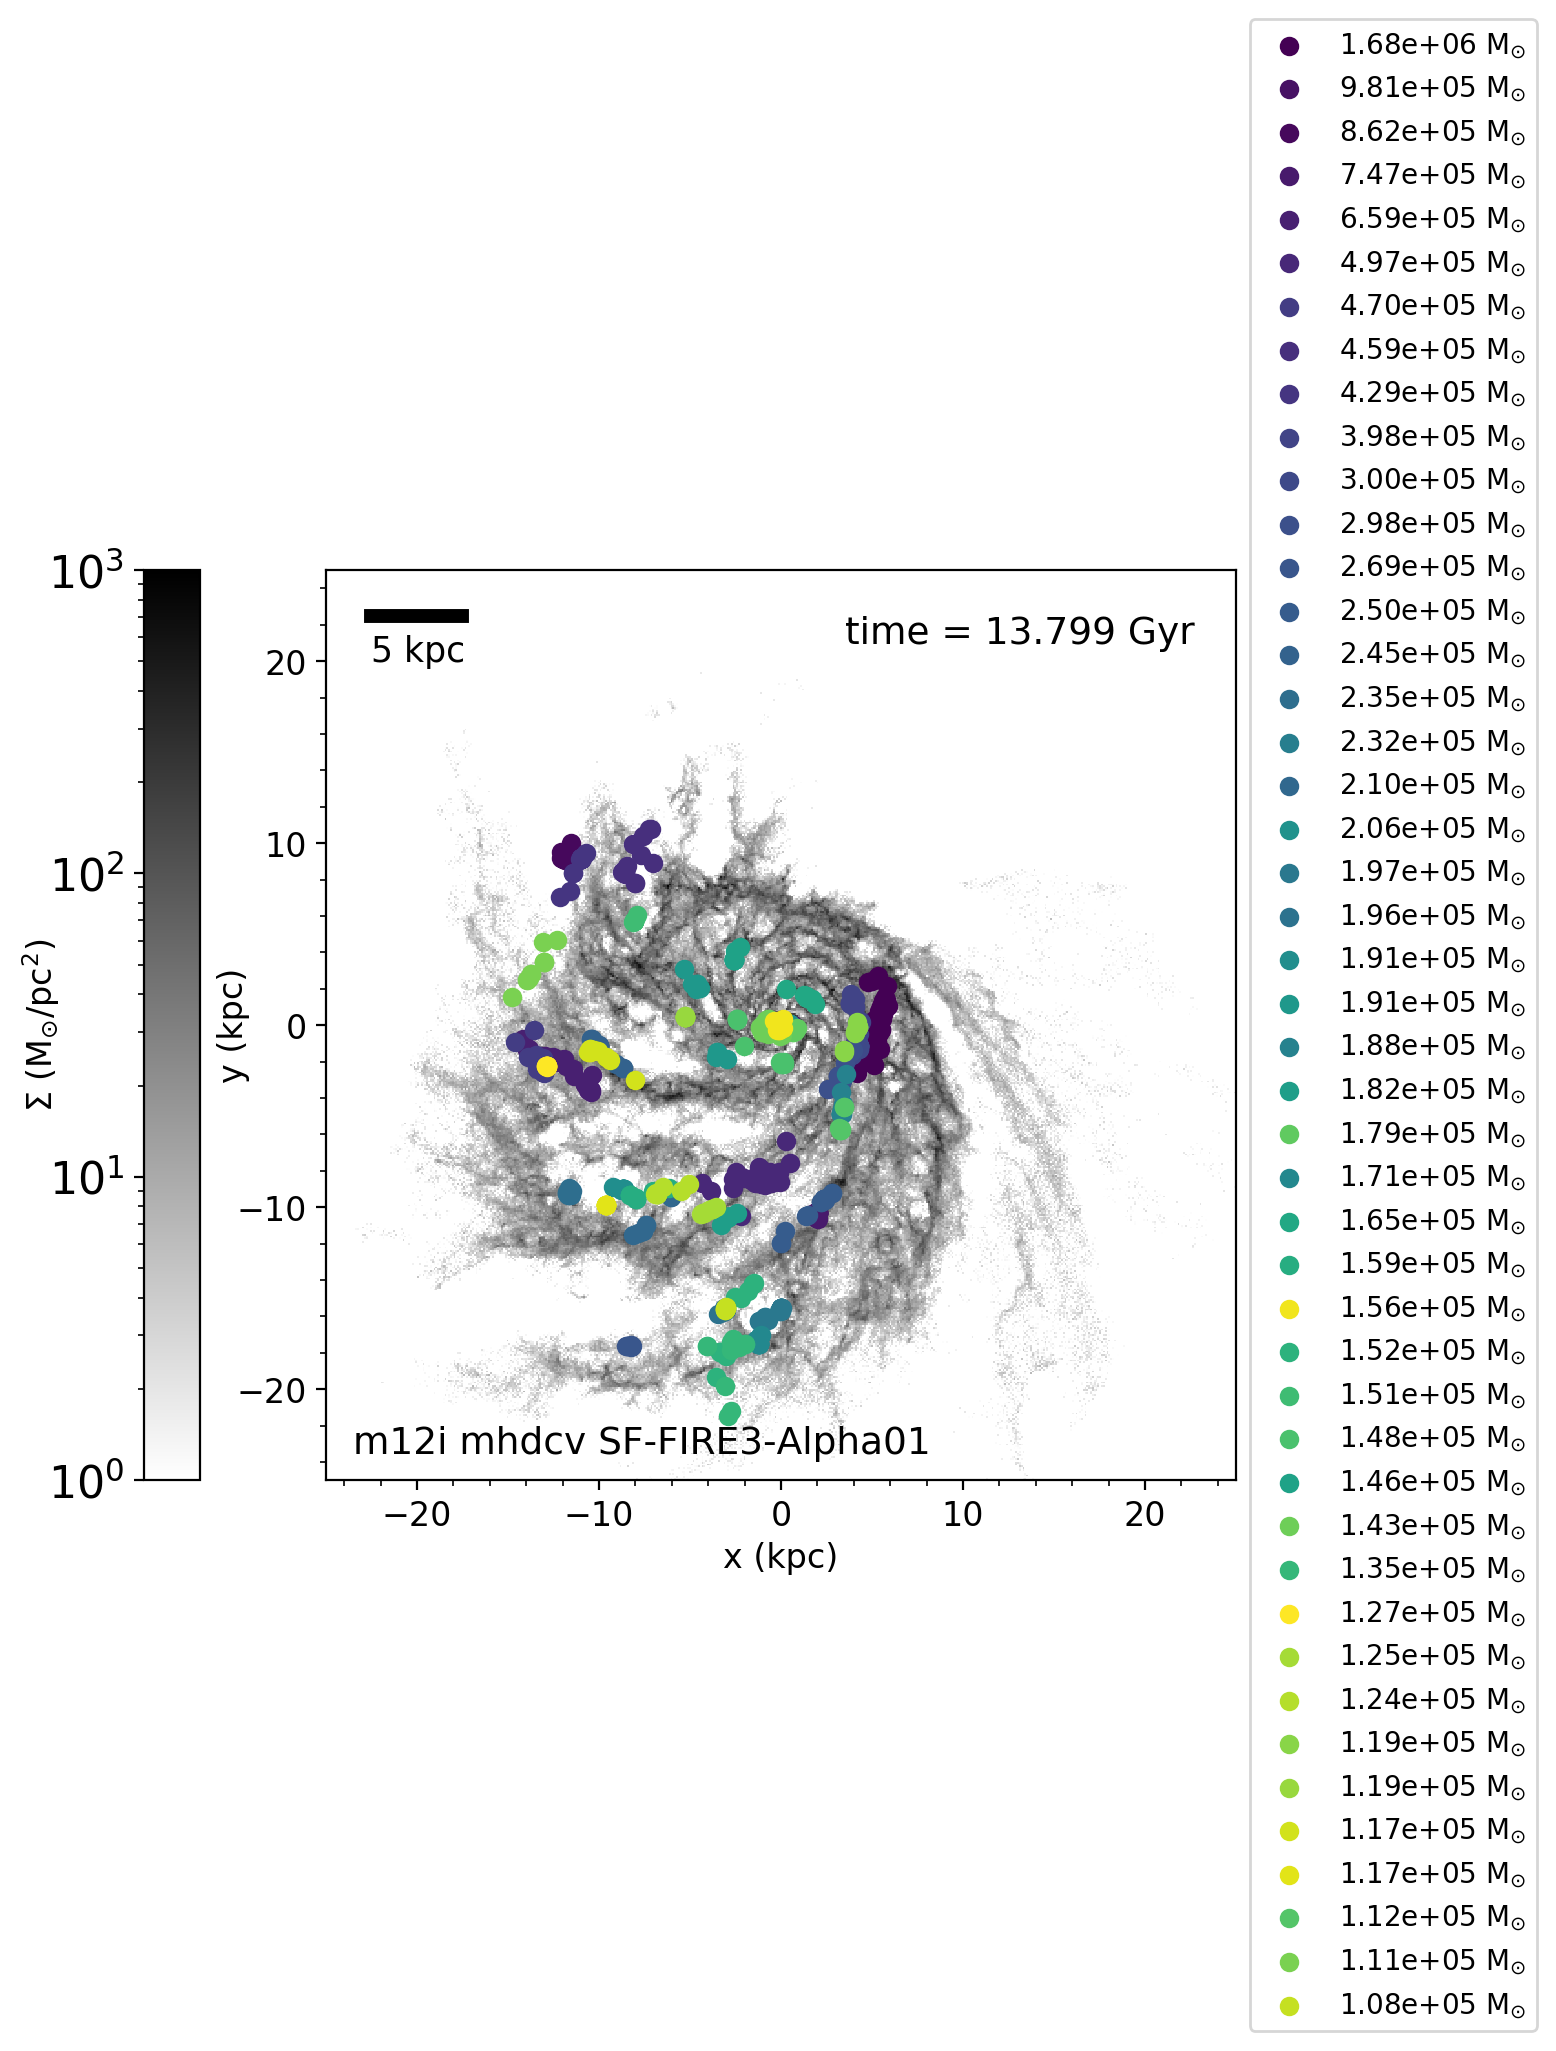 10³
10²
10¹
10⁰
Σ (M⊙/pc²)
20
10
0
−10
−20
y (kpc)
5 kpc
time = 13.799 Gyr
m12i mhdcv SF-FIRE3-Alpha01
−20
−10
0
10
20
x (kpc)
1.68e+06 M⊙
9.81e+05 M⊙
8.62e+05 M⊙
7.47e+05 M⊙
6.59e+05 M⊙
4.97e+05 M⊙
4.70e+05 M⊙
4.59e+05 M⊙
4.29e+05 M⊙
3.98e+05 M⊙
3.00e+05 M⊙
2.98e+05 M⊙
2.69e+05 M⊙
2.50e+05 M⊙
2.45e+05 M⊙
2.35e+05 M⊙
2.32e+05 M⊙
2.10e+05 M⊙
2.06e+05 M⊙
1.97e+05 M⊙
1.96e+05 M⊙
1.91e+05 M⊙
1.91e+05 M⊙
1.88e+05 M⊙
1.82e+05 M⊙
1.79e+05 M⊙
1.71e+05 M⊙
1.65e+05 M⊙
1.59e+05 M⊙
1.56e+05 M⊙
1.52e+05 M⊙
1.51e+05 M⊙
1.48e+05 M⊙
1.46e+05 M⊙
1.43e+05 M⊙
1.35e+05 M⊙
1.27e+05 M⊙
1.25e+05 M⊙
1.24e+05 M⊙
1.19e+05 M⊙
1.19e+05 M⊙
1.17e+05 M⊙
1.17e+05 M⊙
1.12e+05 M⊙
1.11e+05 M⊙
1.08e+05 M⊙